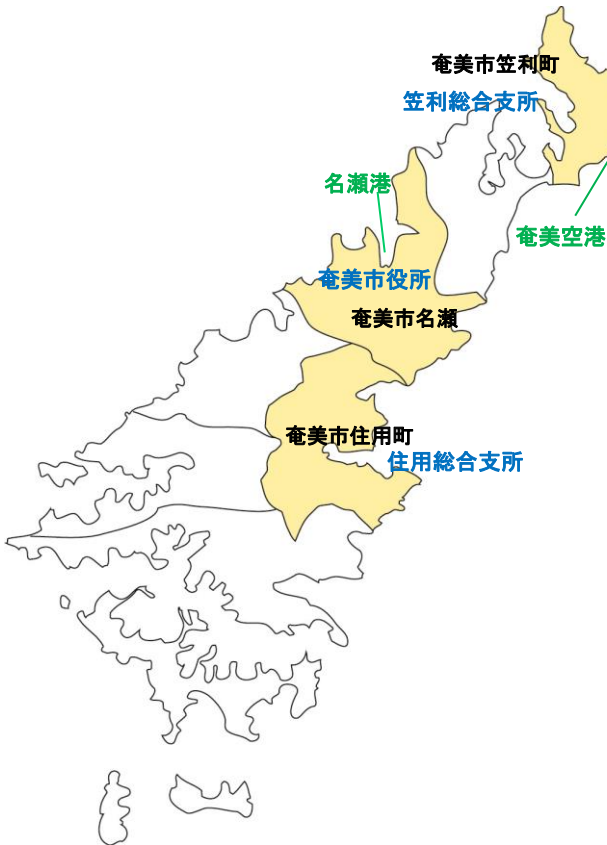 奄美市笠利町
笠利総合支所
名瀬港
奄美空港
奄美市役所
奄美市名瀬
奄美市住用町
住用総合支所